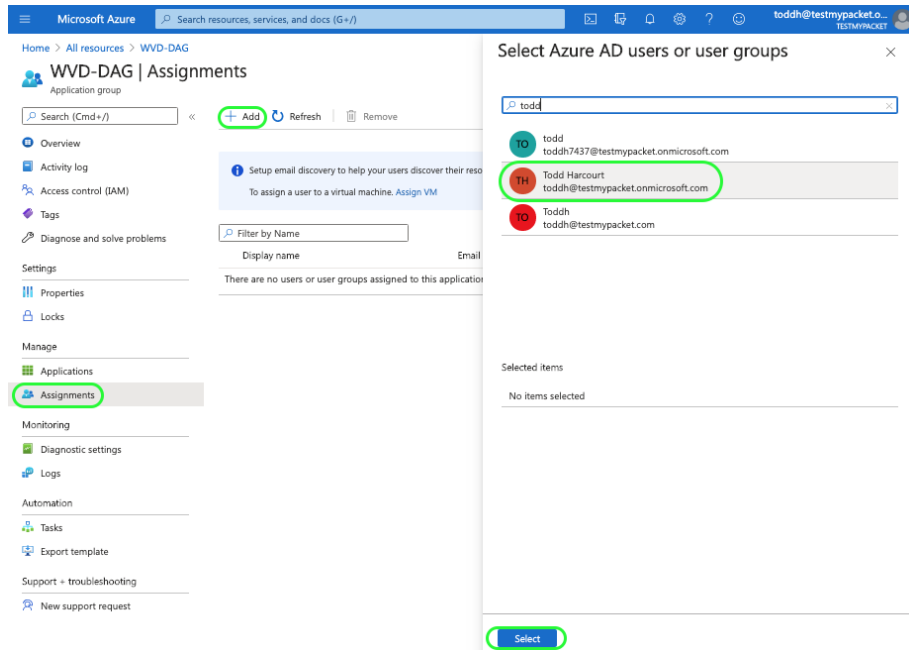 Microsoft Azure
Search resources, services, and docs (G+/)
toddh@testmypacket.o...
TESTMYPACKET
Home > All resources > WVD-DAG
WVD-DAG | Assignments
Application group
Search (Cmd+/)
Overview
Activity log
Access control (IAM)
Tags
Diagnose and solve problems
Settings
Properties
Locks
Manage
Applications
Assignments
Monitoring
Diagnostic settings
Logs
Automation
Tasks
Export template
Support + troubleshooting
New support request
Add Refresh Remove
Setup email discovery to help your users discover their reso
To assign a user to a virtual machine. Assign VM
Filter by Name
Display name Email
There are no users or user groups assigned to this application
Select Azure AD users or user groups
todd
TO
todd
toddh7437@testmypacket.onmicrosoft.com
TH
Todd Harcourt
toddh@testmypacket.onmicrosoft.com
TO
Toddh
toddh@testmypacket.com
Selected items
No items selected
Select